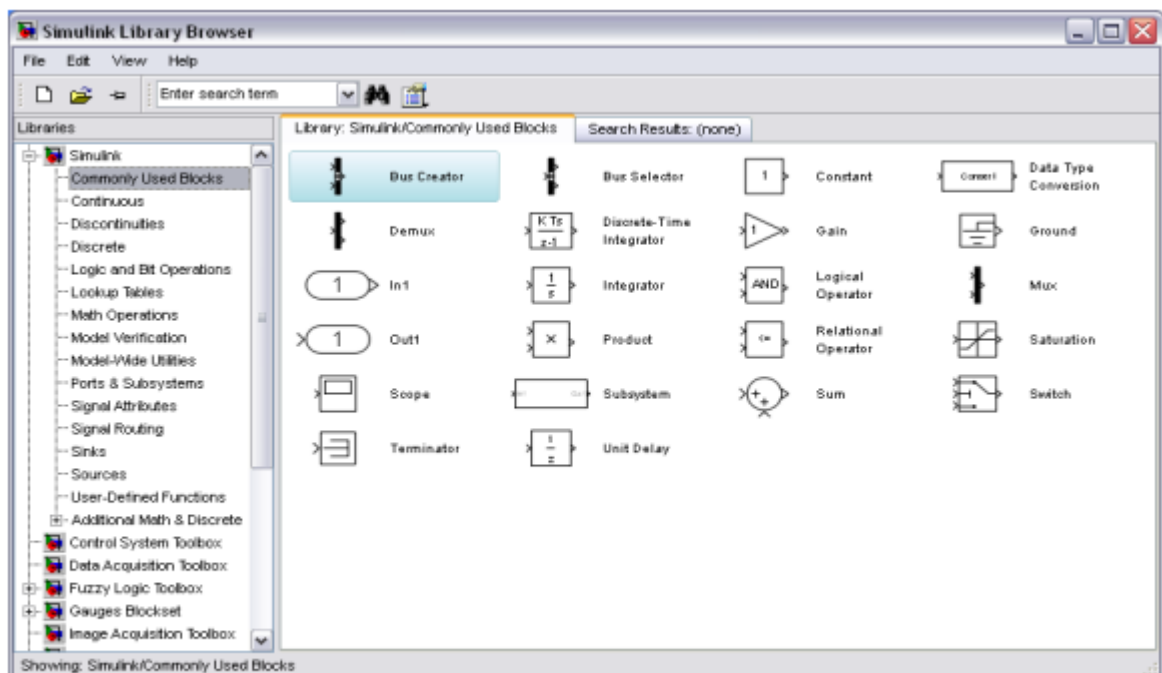 Simulink Library Browser
File Edit View Help
Enter search term
Libraries
Simulink
Commonly Used Blocks
Continuous
Discontinuities
Discrete
Logic and Bit Operations
Lookup Tables
Math Operations
Model Verification
Model-Wide Utilities
Ports & Subsystems
Signal Attributes
Signal Routing
Sinks
Sources
User-Defined Functions
Additional Math & Discrete
Control System Toolbox
Data Acquisition Toolbox
Fuzzy Logic Toolbox
Gauges Blockset
Image Acquisition Toolbox
Library: Simulink/Commonly Used Blocks
Search Results: (none)
Bus Creator
Bus Selector
1
Constant
Convert
Data Type
Conversion
Demux
K Ts
z-1
Discrete-Time
Integrator
1
Gain
Ground
1
In1
1
s
Integrator
AND
Logical
Operator
Mux
1
Out1
×
Product
<=
Relational
Operator
Saturation
Scope
Subsystem
+
+
Sum
Switch
Terminator
1
z
Unit Delay
Showing: Simulink/Commonly Used Blocks